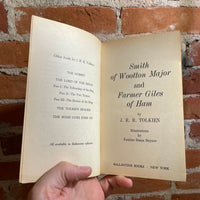 Other books by J. R. R. Tolkien
THE HOBBIT
THE LORD OF THE RINGS
Part I—The Fellowship of the Ring
Part II—The Two Towers
Part III—The Return of the King
THE TOLKIEN READER
THE ROAD GOES EVER ON
All available in Ballantine editions
Smith
of Wootton Major
and
Farmer Giles
of Ham
by
J. R. R. TOLKIEN
Illustrations
by
Pauline Diana Baynes
BALLANTINE BOOKS · NEW YORK